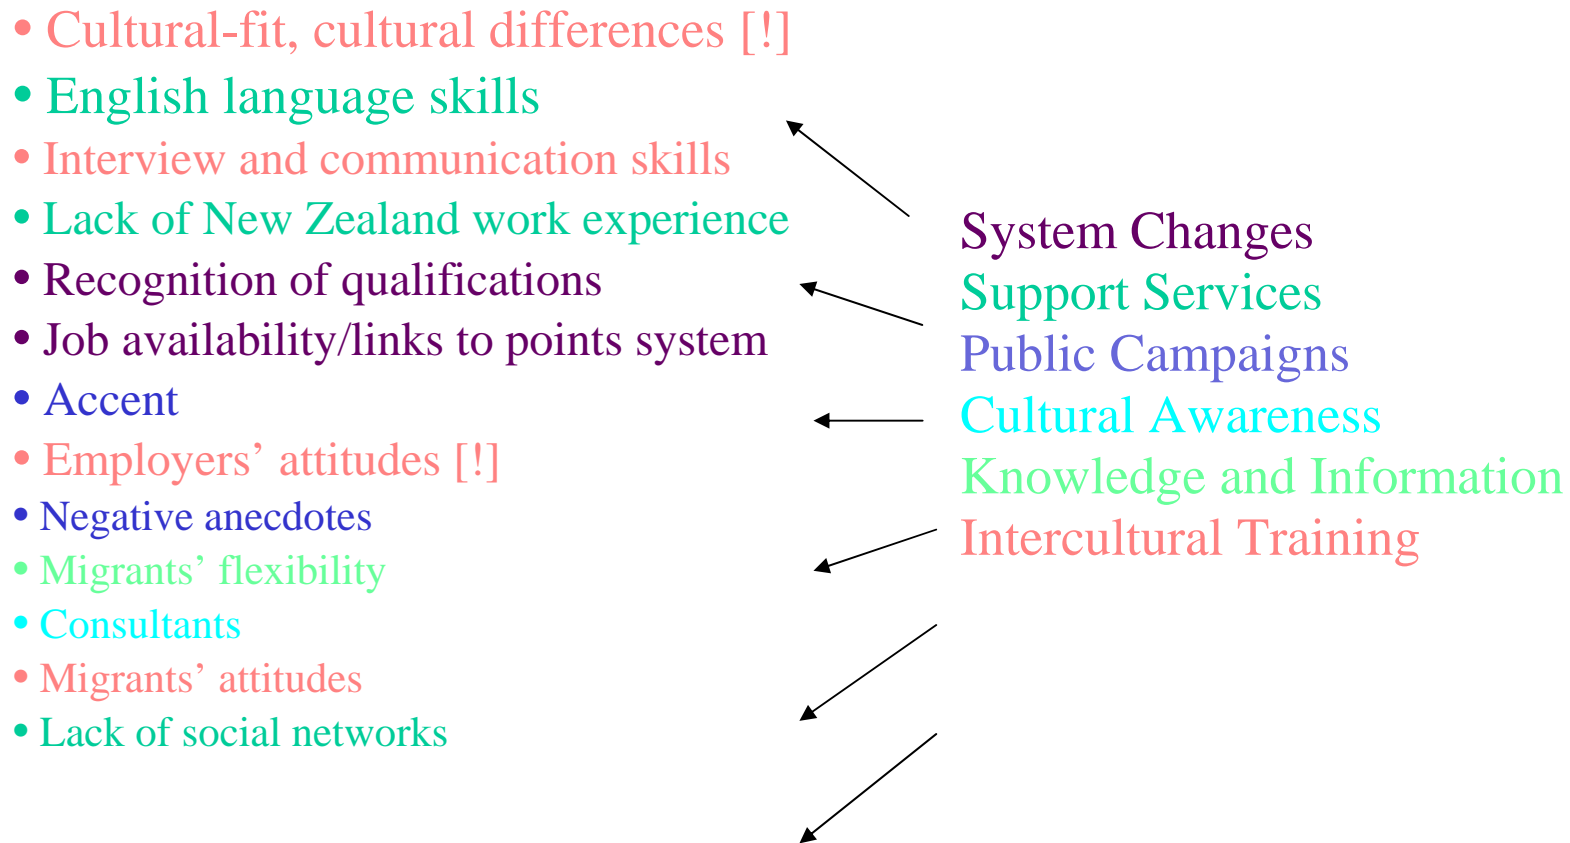 • Cultural-fit, cultural differences [!]
• English language skills
• Interview and communication skills
• Lack of New Zealand work experience
• Recognition of qualifications
• Job availability/links to points system
• Accent
• Employers’ attitudes [!]
• Negative anecdotes
• Migrants’ flexibility
• Consultants
• Migrants’ attitudes
• Lack of social networks
System Changes
Support Services
Public Campaigns
Cultural Awareness
Knowledge and Information
Intercultural Training